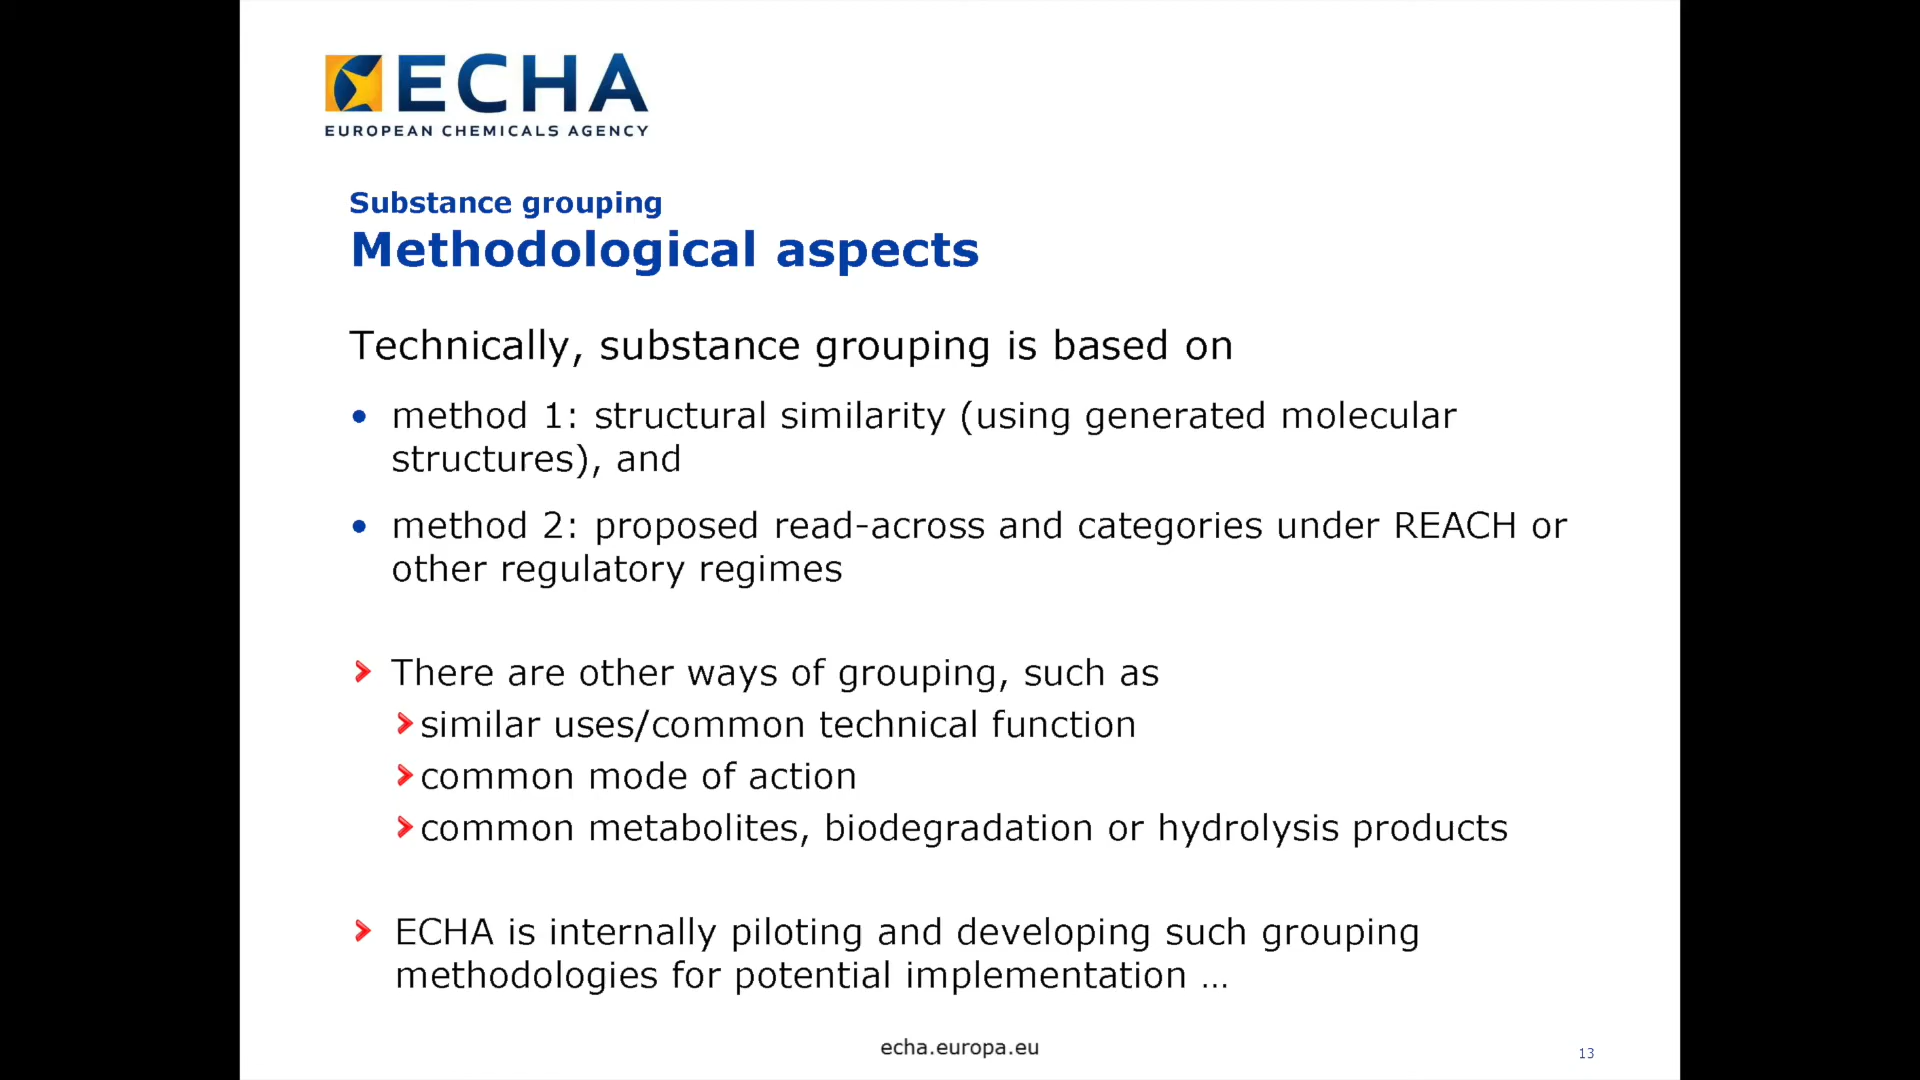 ECHA
EUROPEAN CHEMICALS AGENCY
Substance grouping
Methodological aspects
Technically, substance grouping is based on
• method 1: structural similarity (using generated molecular
structures), and
• method 2: proposed read-across and categories under REACH or
other regulatory regimes
There are other ways of grouping, such as
similar uses/common technical function
common mode of action
common metabolites, biodegradation or hydrolysis products
ECHA is internally piloting and developing such grouping
methodologies for potential implementation ...
echa.europa.eu
13